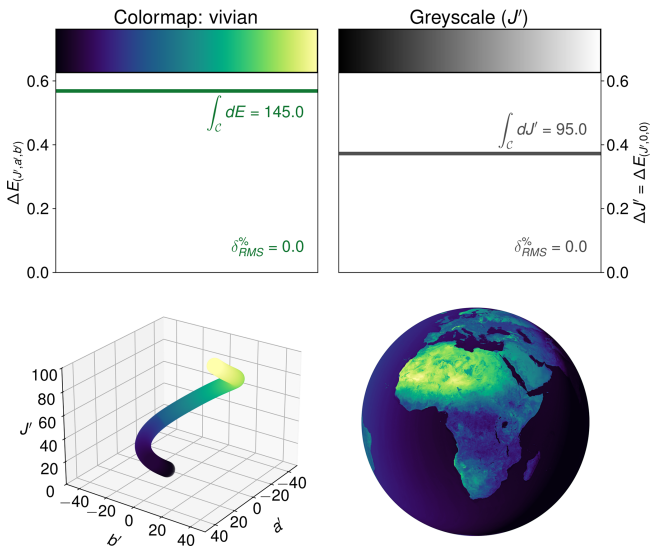 Colormap: vivian
Greyscale (J′)
0.6
0.4
0.2
0.0
ΔE(J′,a′,b′)
∫C dE = 145.0
δ%RMS = 0.0
∫C dJ′ = 95.0
δ%RMS = 0.0
0.6
0.4
0.2
0.0
ΔJ′ = ΔE(J′,0,0)
100
80
60
40
20
0
J′
−40
−20
0
20
40
b′
−40
−20
0
20
40
a′